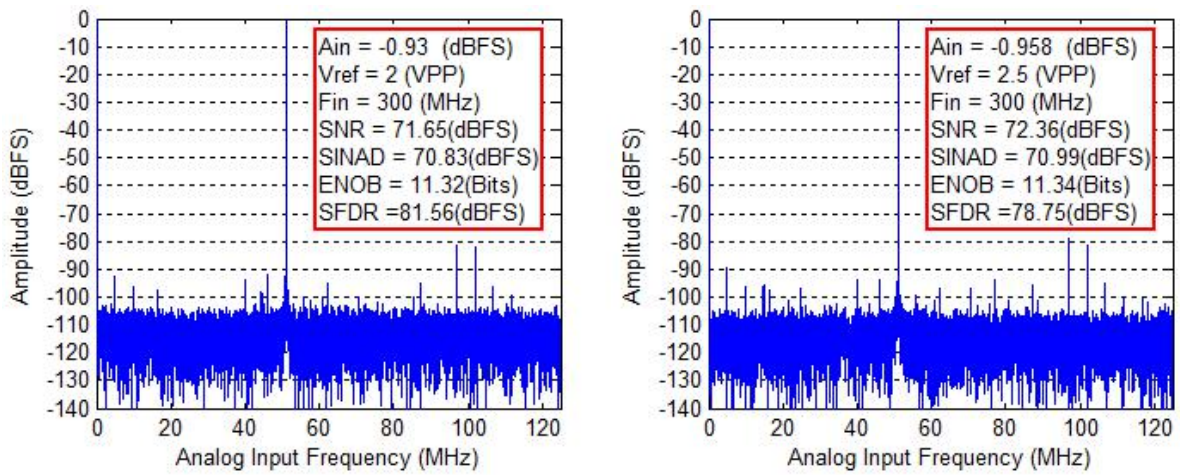 0
-10
-20
-30
-40
-50
-60
-70
-80
-90
-100
-110
-120
-130
-140
Amplitude (dBFS)
Ain = -0.93 (dBFS)
Vref = 2 (VPP)
Fin = 300 (MHz)
SNR = 71.65(dBFS)
SINAD = 70.83(dBFS)
ENOB = 11.32(Bits)
SFDR =81.56(dBFS)
0 20 40 60 80 100 120
Analog Input Frequency (MHz)
0
-10
-20
-30
-40
-50
-60
-70
-80
-90
-100
-110
-120
-130
-140
Amplitude (dBFS)
Ain = -0.958 (dBFS)
Vref = 2.5 (VPP)
Fin = 300 (MHz)
SNR = 72.36(dBFS)
SINAD = 70.99(dBFS)
ENOB = 11.34(Bits)
SFDR =78.75(dBFS)
0 20 40 60 80 100 120
Analog Input Frequency (MHz)